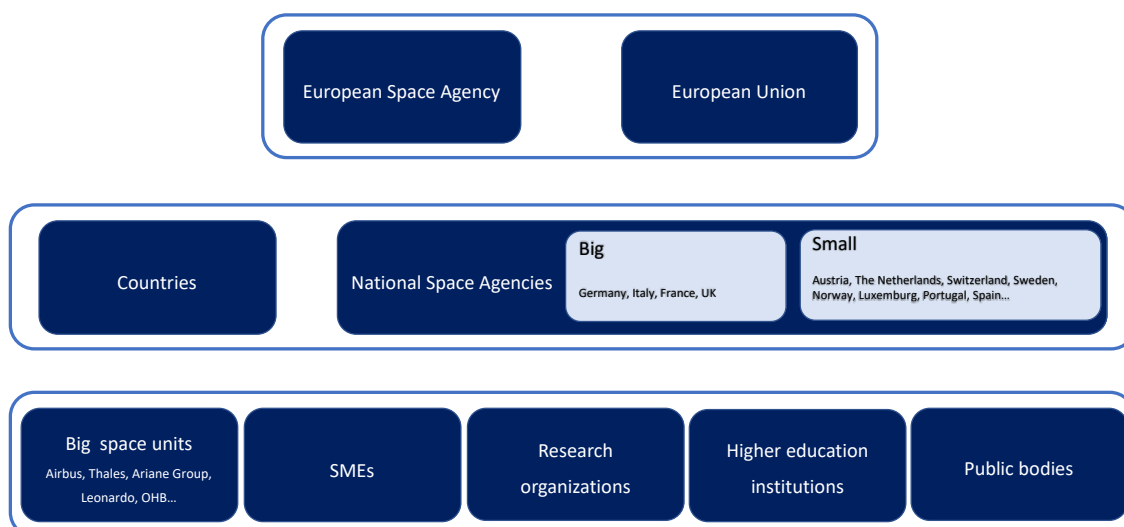 European Space Agency
European Union
Countries
National Space Agencies
Big
Germany, Italy, France, UK
Small
Austria, The Netherlands, Switzerland, Sweden,
Norway, Luxemburg, Portugal, Spain...
Big space units
Airbus, Thales, Ariane Group,
Leonardo, OHB...
SMEs
Research
organizations
Higher education
institutions
Public bodies